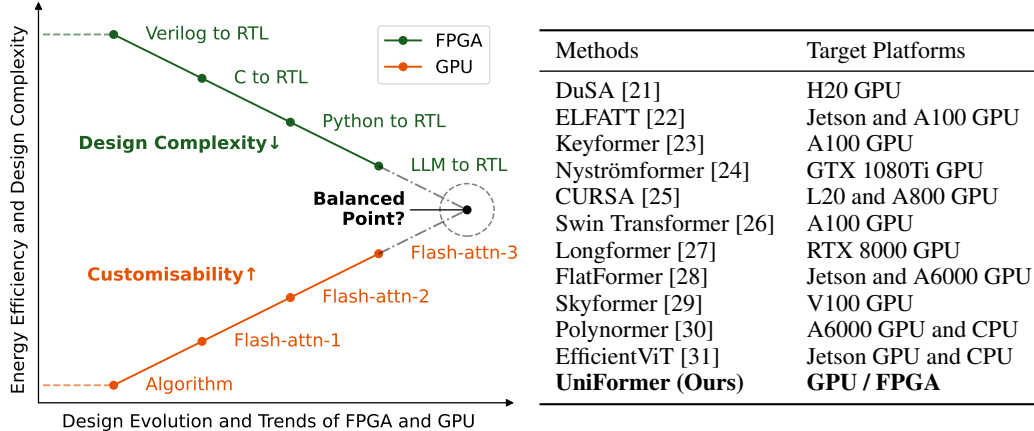 Energy Efficiency and Design Complexity
Verilog to RTL
C to RTL
Python to RTL
LLM to RTL
FPGA
GPU
Design Complexity↓
Balanced
Point?
Customisability↑
Flash-attn-3
Flash-attn-2
Flash-attn-1
Algorithm
Design Evolution and Trends of FPGA and GPU
Methods Target Platforms
DuSA [21] H20 GPU
ELFATT [22] Jetson and A100 GPU
Keyformer [23] A100 GPU
Nyströmformer [24] GTX 1080Ti GPU
CURSA [25] L20 and A800 GPU
Swin Transformer [26] A100 GPU
Longformer [27] RTX 8000 GPU
FlatFormer [28] Jetson and A6000 GPU
Skyformer [29] V100 GPU
Polynormer [30] A6000 GPU and CPU
EfficientViT [31] Jetson GPU and CPU
UniFormer (Ours) GPU / FPGA